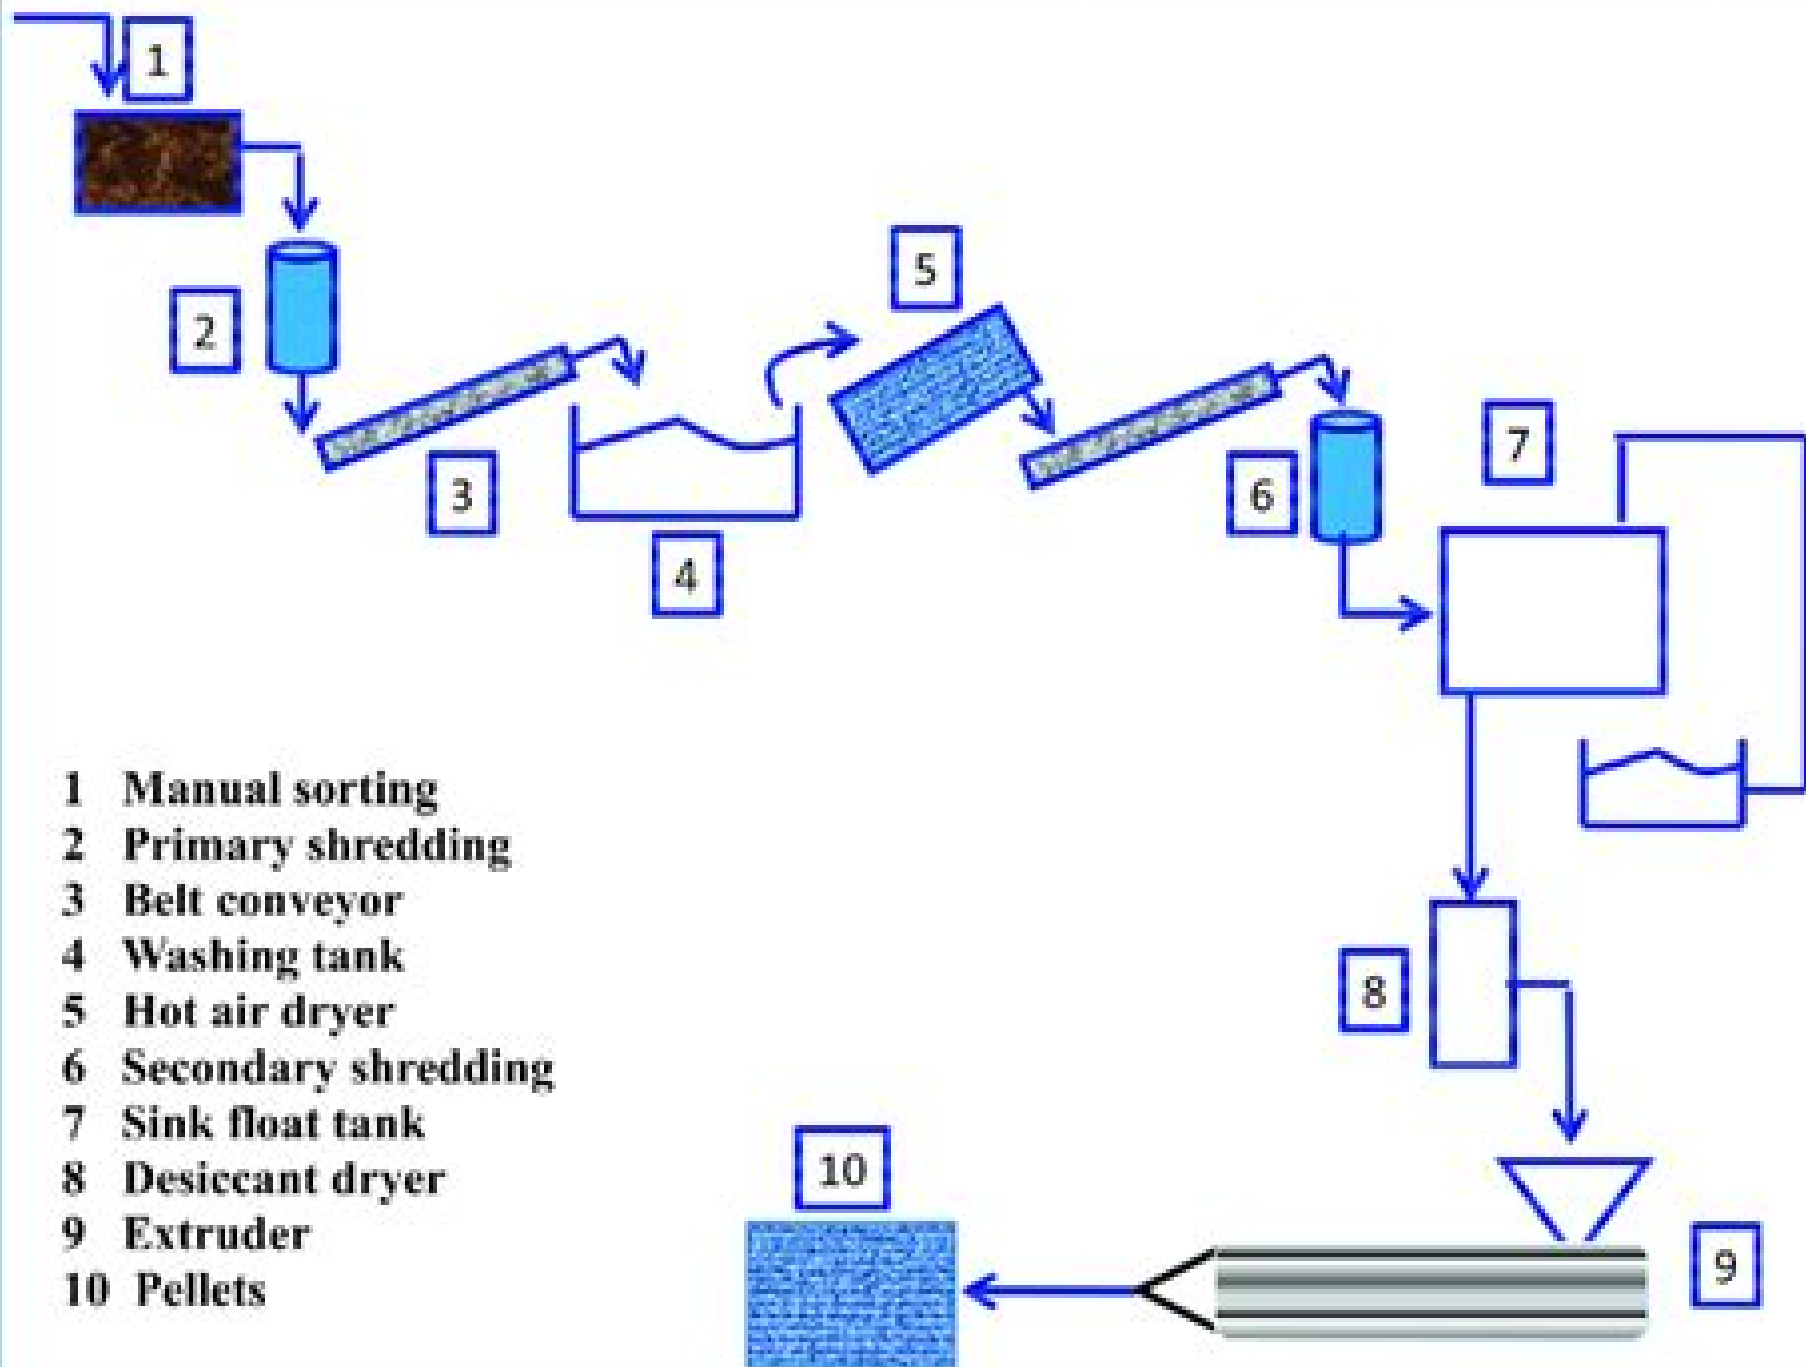 1
2
3
4
5
6
7
8
9
10
1 Manual sorting
2 Primary shredding
3 Belt conveyor
4 Washing tank
5 Hot air dryer
6 Secondary shredding
7 Sink float tank
8 Desiccant dryer
9 Extruder
10 Pellets